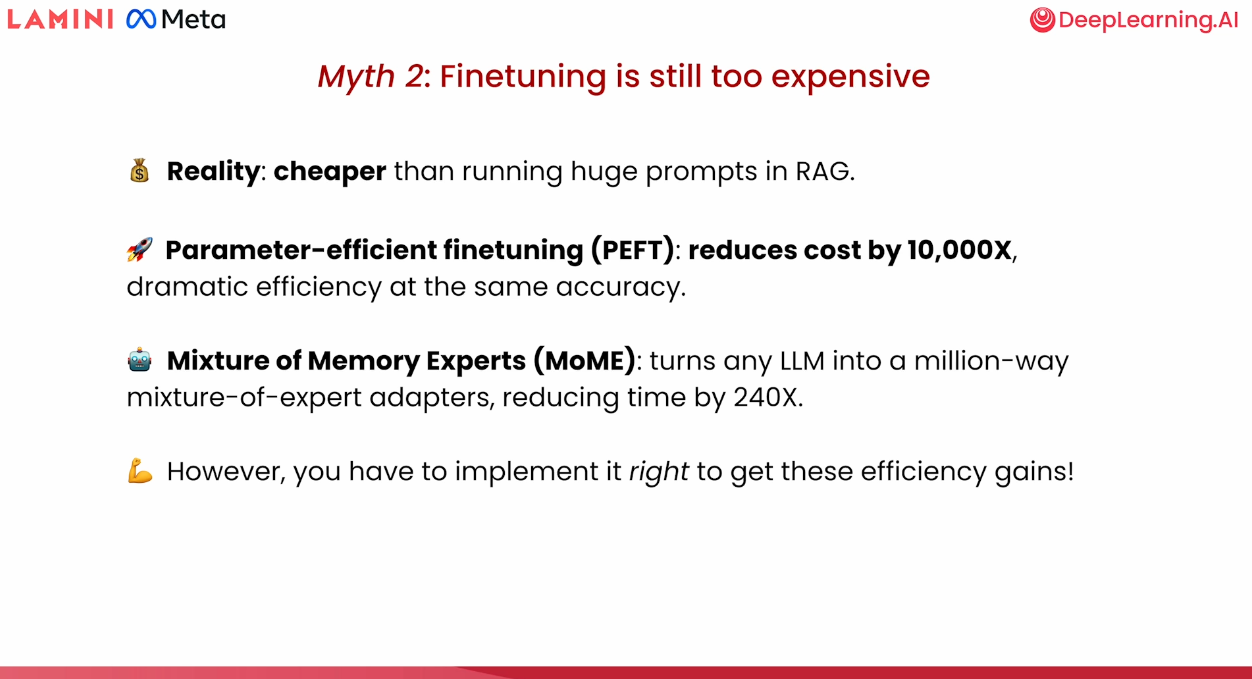 LAMINI Meta DeepLearning.AI
Myth 2: Finetuning is still too expensive
💰 Reality: cheaper than running huge prompts in RAG.
🚀 Parameter-efficient finetuning (PEFT): reduces cost by 10,000X,
dramatic efficiency at the same accuracy.
🤖 Mixture of Memory Experts (MoME): turns any LLM into a million-way
mixture-of-expert adapters, reducing time by 240X.
💪 However, you have to implement it right to get these efficiency gains!